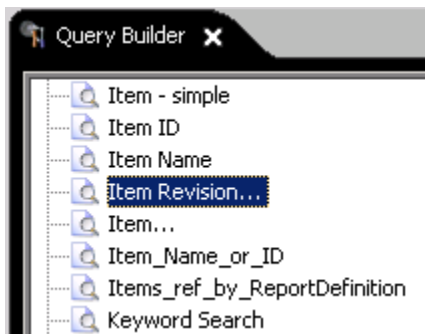 Query Builder
Item - simple
Item ID
Item Name
Item Revision...
Item...
Item_Name_or_ID
Items_ref_by_ReportDefinition
Keyword Search